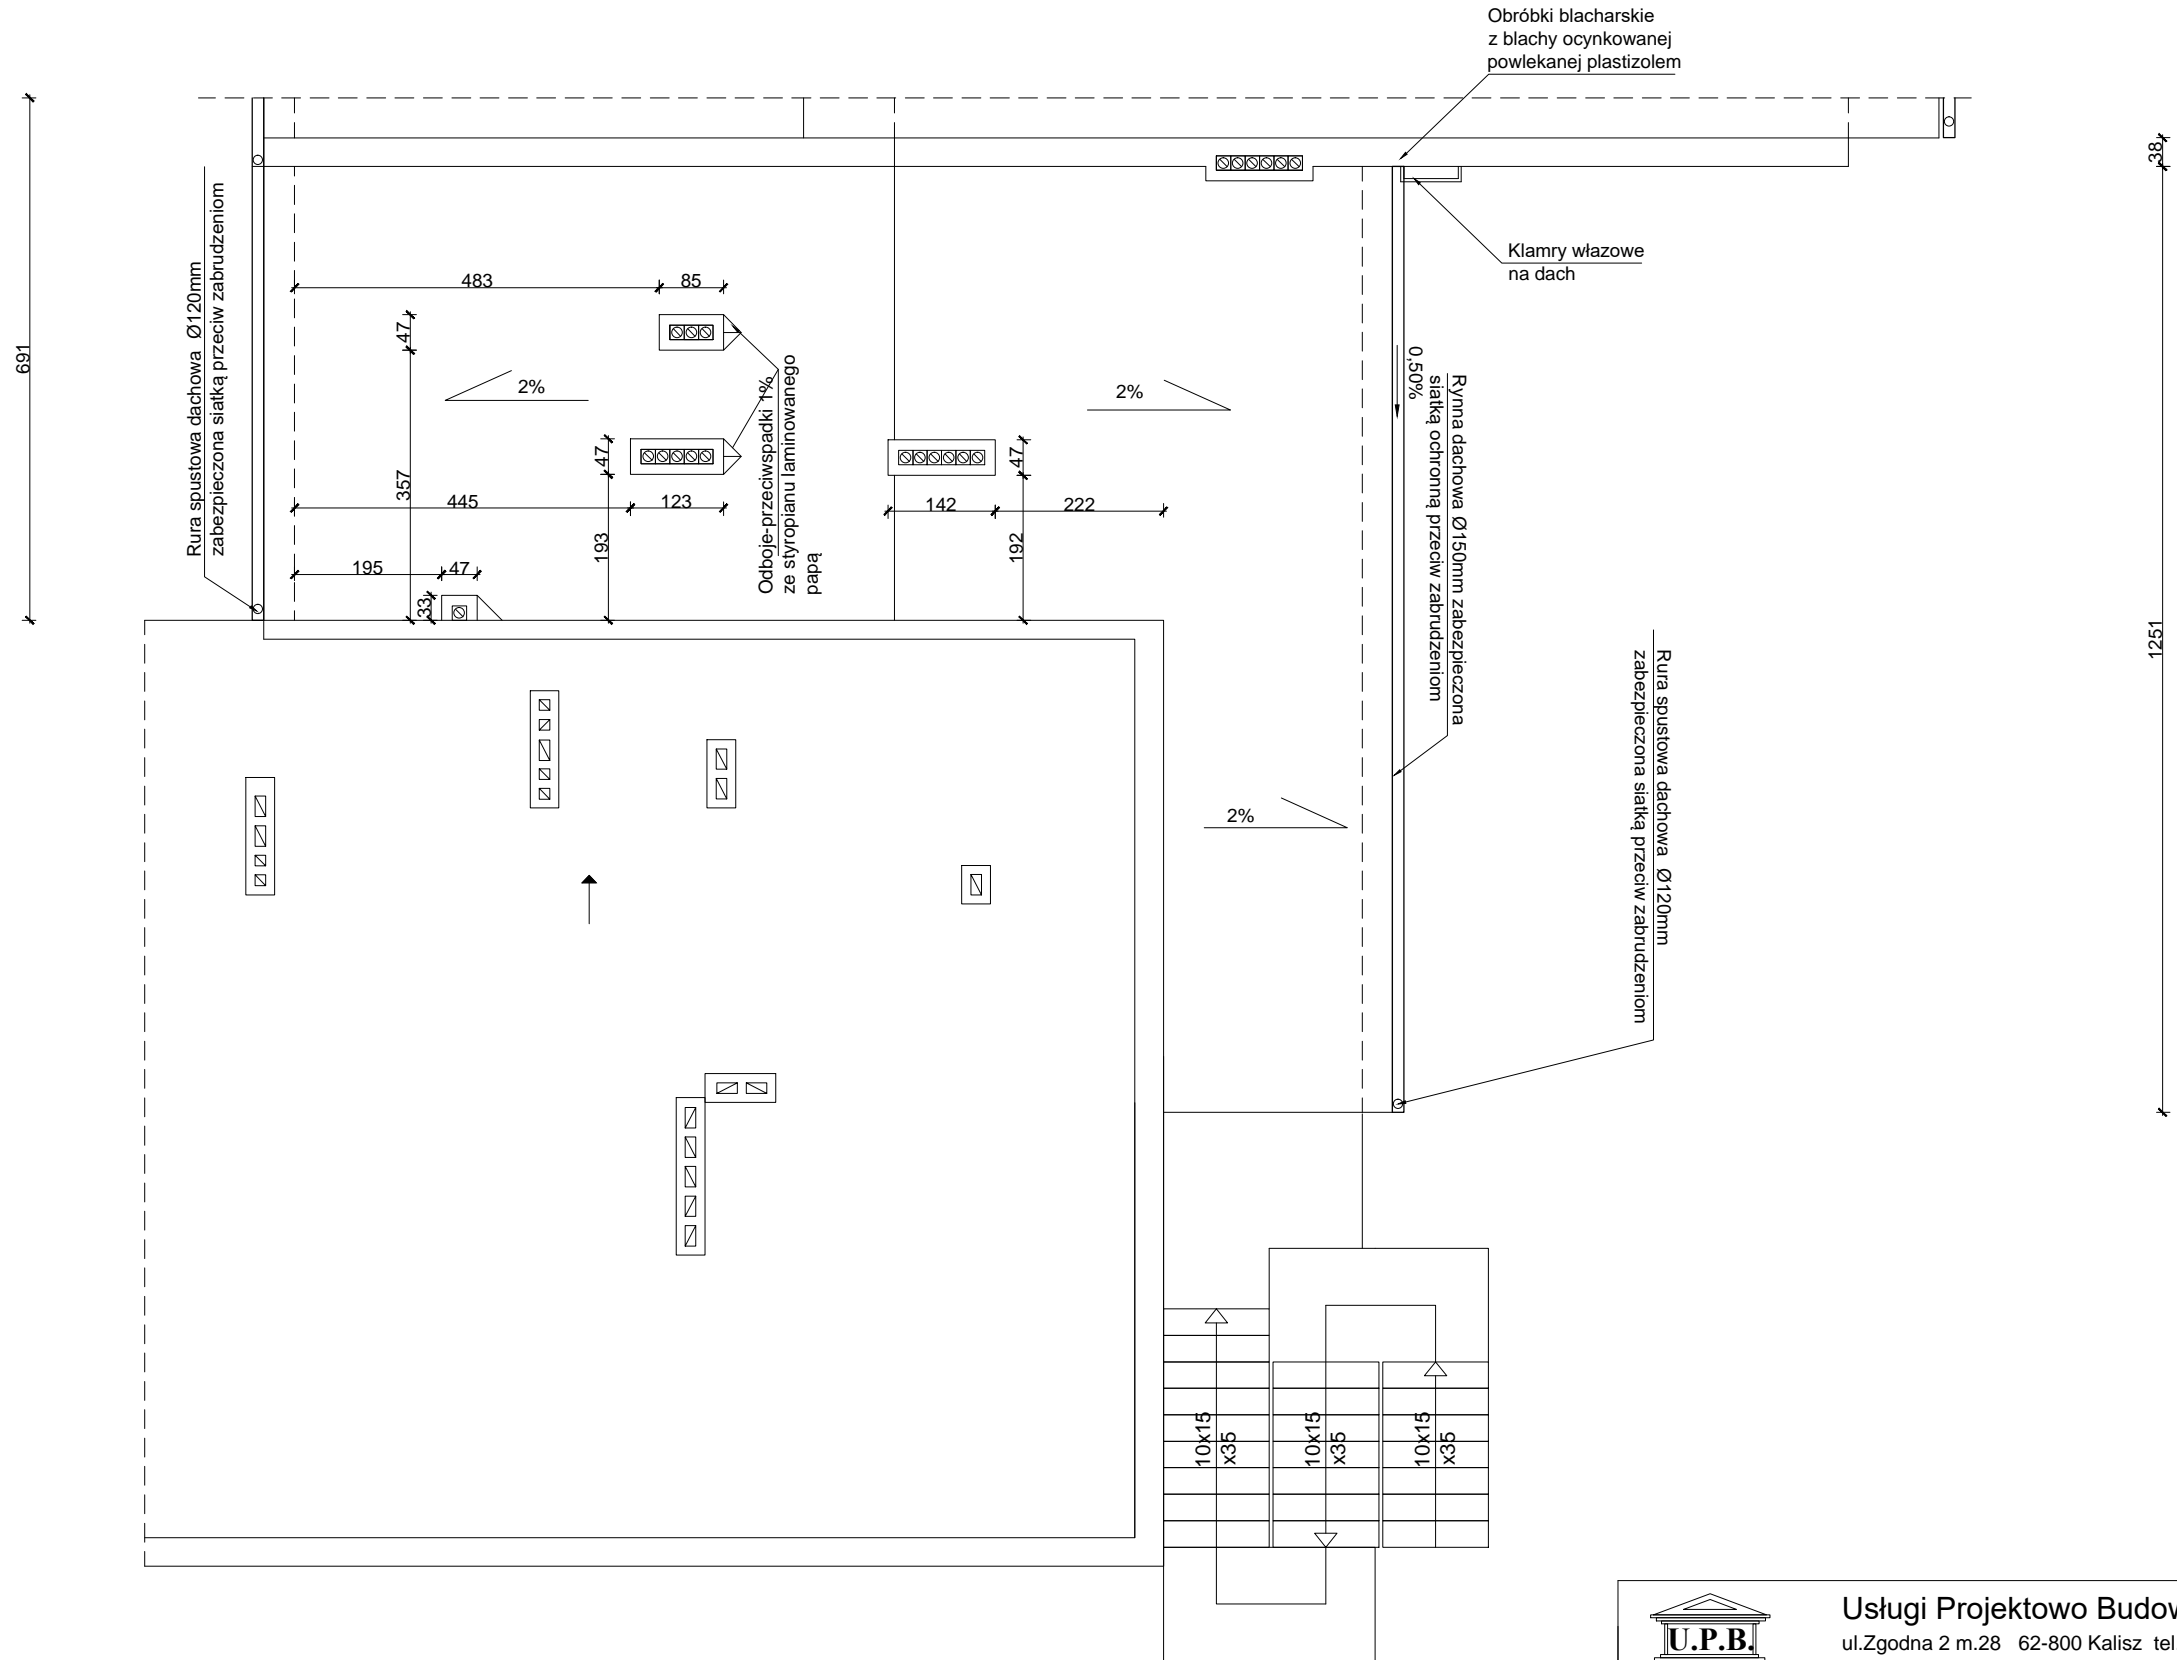 Obróbki blacharskie
z blachy ocynkowanej
powlekanej plastizolem
38
691
Rura spustowa dachowa Ø120mm
zabezpieczona siatką przeciw zabrudzeniom
Klamry włazowe
na dach
483
85
47
357
2%
2%
Odboje-przeciwspadki 1%
ze styropianu laminowanego
papą
0,50%
Rynna dachowa Ø150mm zabezpieczona
siatką ochronną przeciw zabrudzeniom
47
47
445
123
142
222
193
192
195
47
33
1251
Rura spustowa dachowa Ø120mm
zabezpieczona siatką przeciw zabrudzeniom
2%
10x15
x35
10x15
x35
10x15
x35
U.P.B.
Usługi Projektowo Budow
ul.Zgodna 2 m.28 62-800 Kalisz tel.